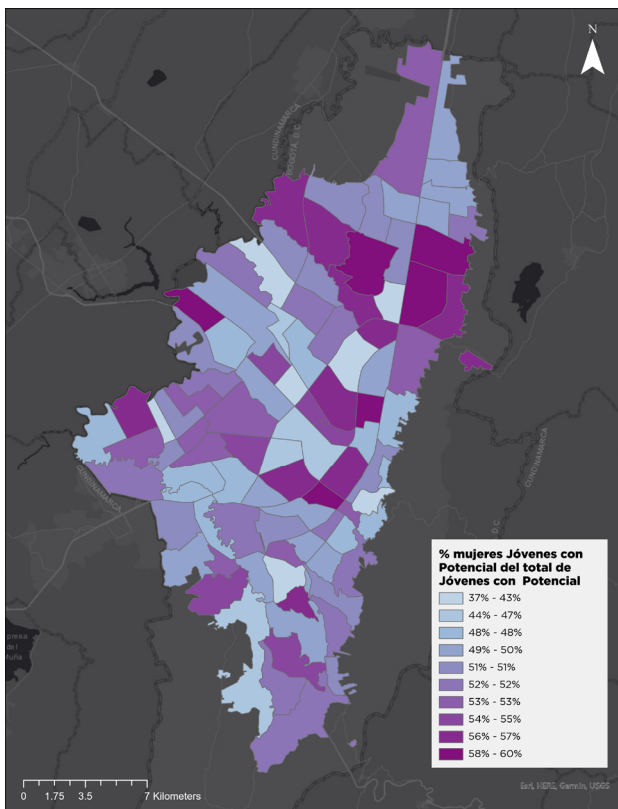 N
CUNDINAMARCA
BOGOTÁ, D.C.
CUNDINAMARCA
D.C.
CUNDINAMARCA
presa
del
% mujeres Jóvenes con
Potencial del total de
Jóvenes con Potencial
37% - 43%
44% - 47%
48% - 48%
49% - 50%
51% - 51%
52% - 52%
53% - 53%
54% - 55%
56% - 57%
58% - 60%
0 1.75 3.5 7 Kilometers
Esri, HERE, Garmin, USGS